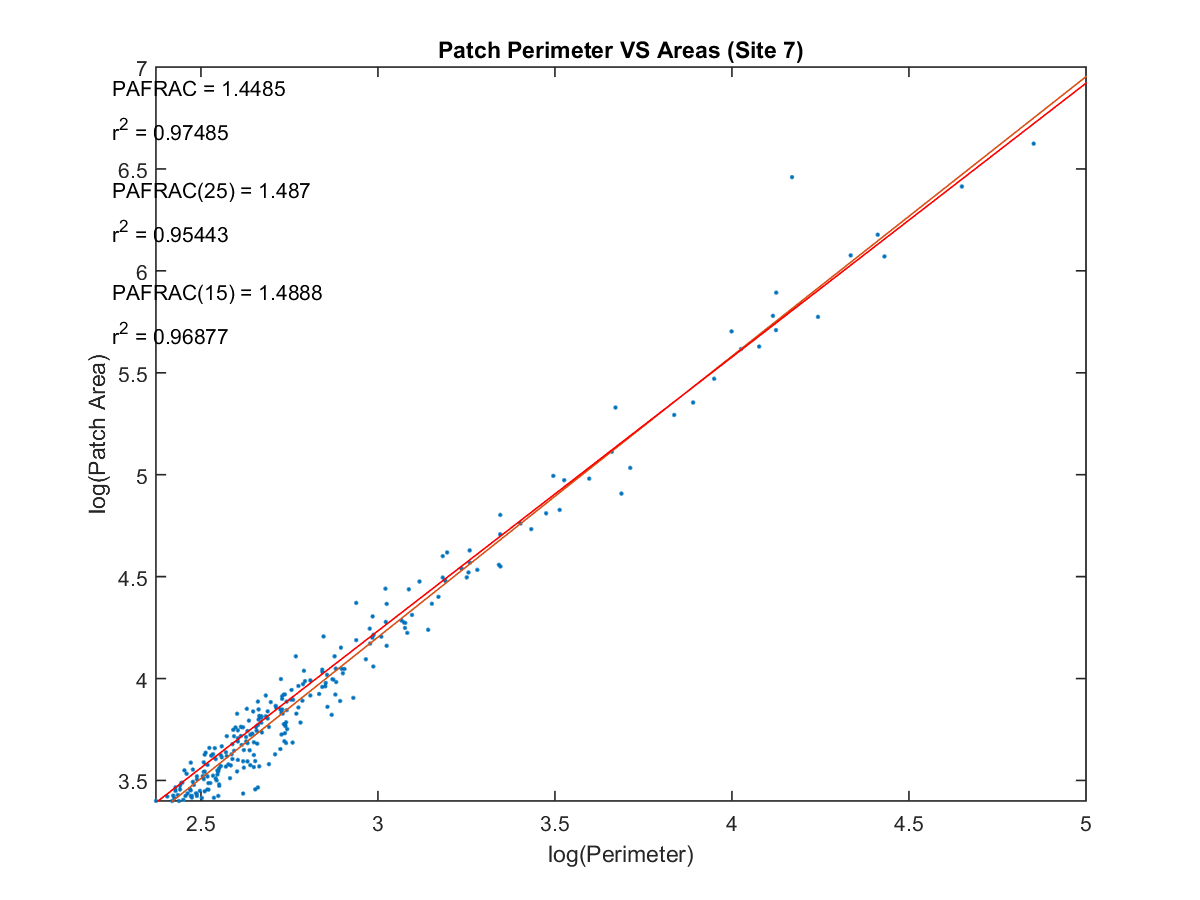 Patch Perimeter VS Areas (Site 7)
7
PAFRAC = 1.4485
r2 = 0.97485
6.5
PAFRAC(25) = 1.487
r2 = 0.95443
6
PAFRAC(15) = 1.4888
r2 = 0.96877
5.5
log(Patch Area)
5
4.5
4
3.5
2.5 3 3.5 4 4.5 5
log(Perimeter)